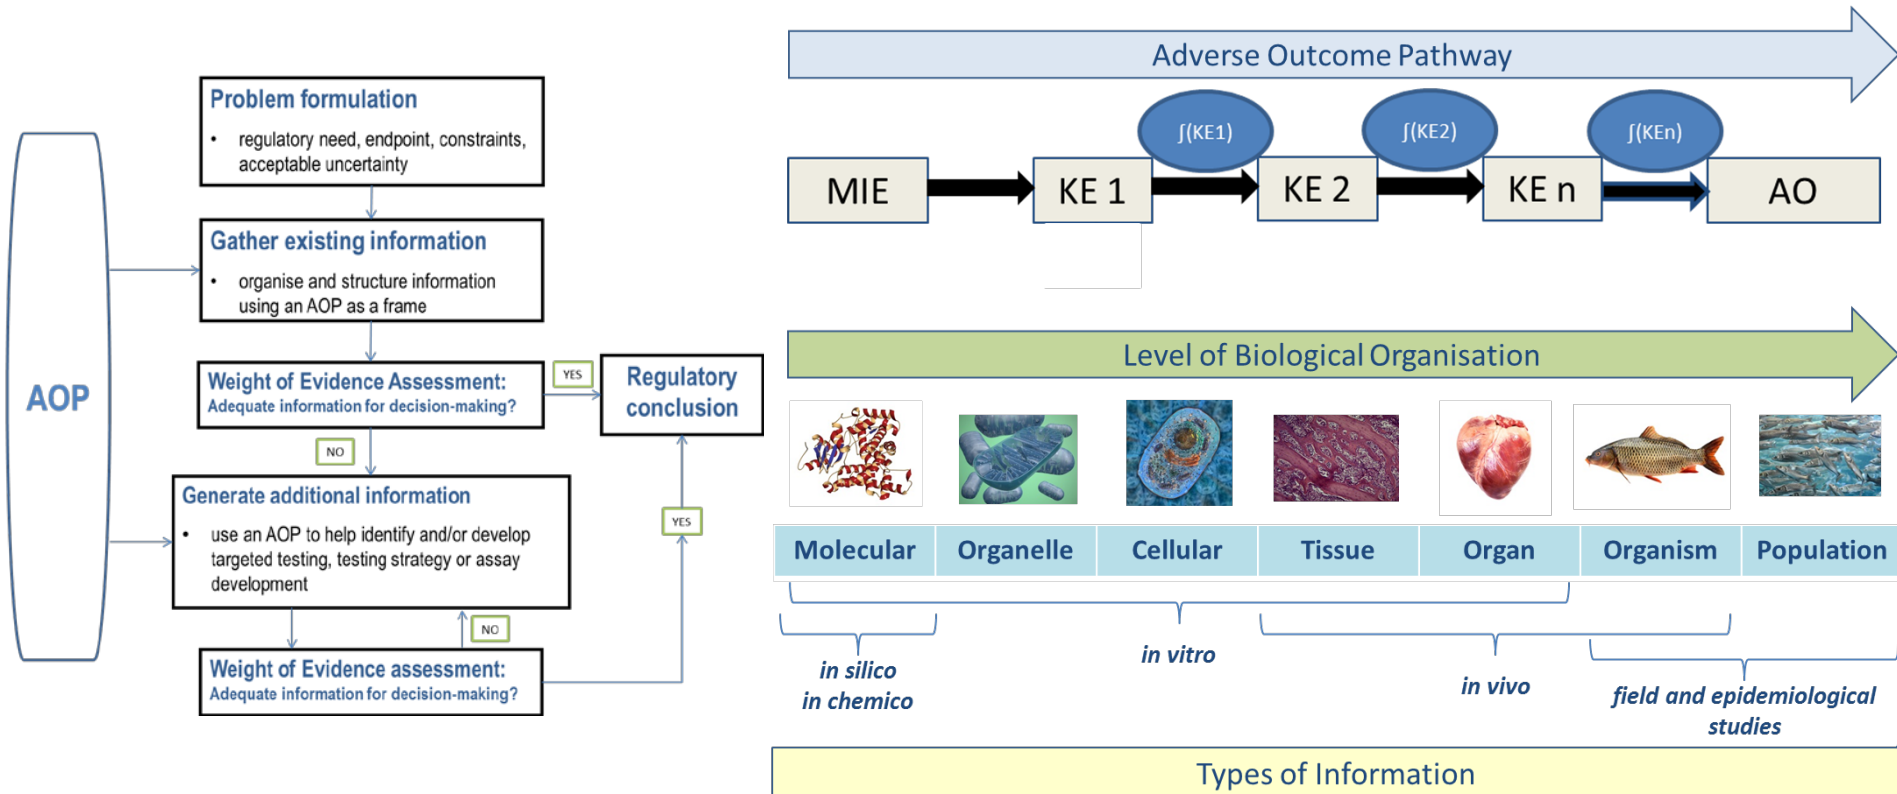 AOP
Problem formulation
• regulatory need, endpoint, constraints,
acceptable uncertainty
Gather existing information
• organise and structure information
using an AOP as a frame
Weight of Evidence Assessment:
Adequate information for decision-making?
YES
Regulatory
conclusion
NO
Generate additional information
• use an AOP to help identify and/or develop
targeted testing, testing strategy or assay
development
YES
NO
Weight of Evidence assessment:
Adequate information for decision-making?
Adverse Outcome Pathway
∫(KE1)
∫(KE2)
∫(KEn)
MIE
KE 1
KE 2
KE n
AO
Level of Biological Organisation
Molecular
Organelle
Cellular
Tissue
Organ
Organism
Population
in silico
in chemico
in vitro
in vivo
field and epidemiological
studies
Types of Information